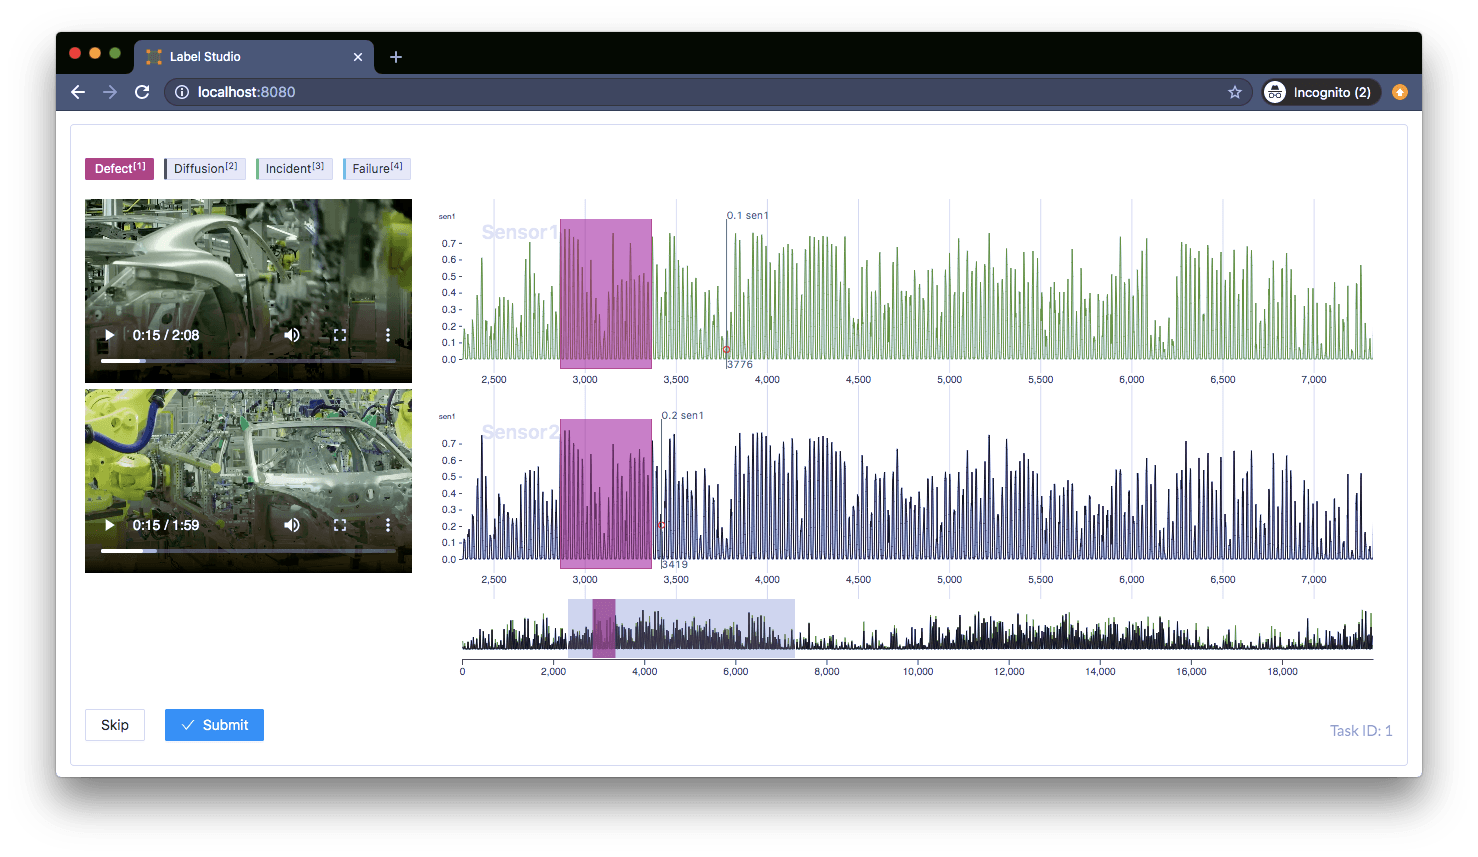 Label Studio
localhost:8080
Incognito (2)
Defect[1] Diffusion[2] Incident[3] Failure[4]
0:15 / 2:08
0:15 / 1:59
sen1
Sensor1
0.1 sen1
0.7
0.6
0.5
0.4
0.3
0.2
0.1
0.0
3776
2,500 3,000 3,500 4,000 4,500 5,000 5,500 6,000 6,500 7,000
sen1
Sensor2
0.2 sen1
0.7
0.6
0.5
0.4
0.3
0.2
0.1
0.0
3419
2,500 3,000 3,500 4,000 4,500 5,000 5,500 6,000 6,500 7,000
0 2,000 4,000 6,000 8,000 10,000 12,000 14,000 16,000 18,000
Skip Submit
Task ID: 1